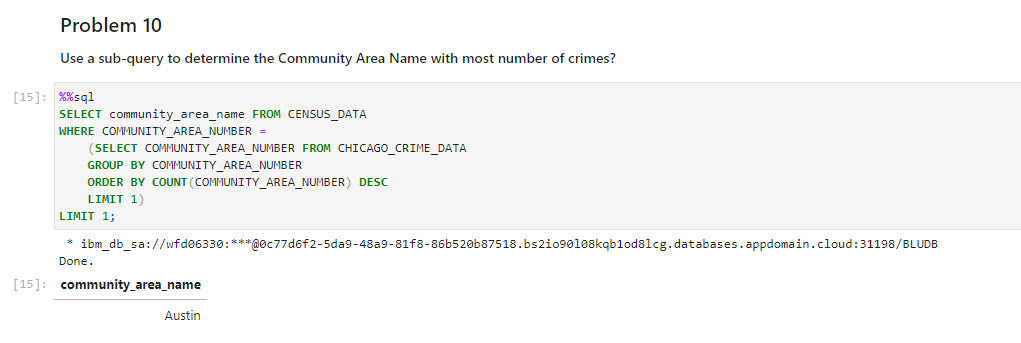 Problem 10
Use a sub-query to determine the Community Area Name with most number of crimes?
[15]: %%sql
SELECT community_area_name FROM CENSUS_DATA
WHERE COMMUNITY_AREA_NUMBER =
(SELECT COMMUNITY_AREA_NUMBER FROM CHICAGO_CRIME_DATA
GROUP BY COMMUNITY_AREA_NUMBER
ORDER BY COUNT(COMMUNITY_AREA_NUMBER) DESC
LIMIT 1)
LIMIT 1;
* ibm_db_sa://wfd06330:***@0c77d6f2-5da9-48a9-81f8-86b520b87518.bs2io90l08kqb1od8lcg.databases.appdomain.cloud:31198/BLUDB
Done.
[15]: community_area_name
Austin